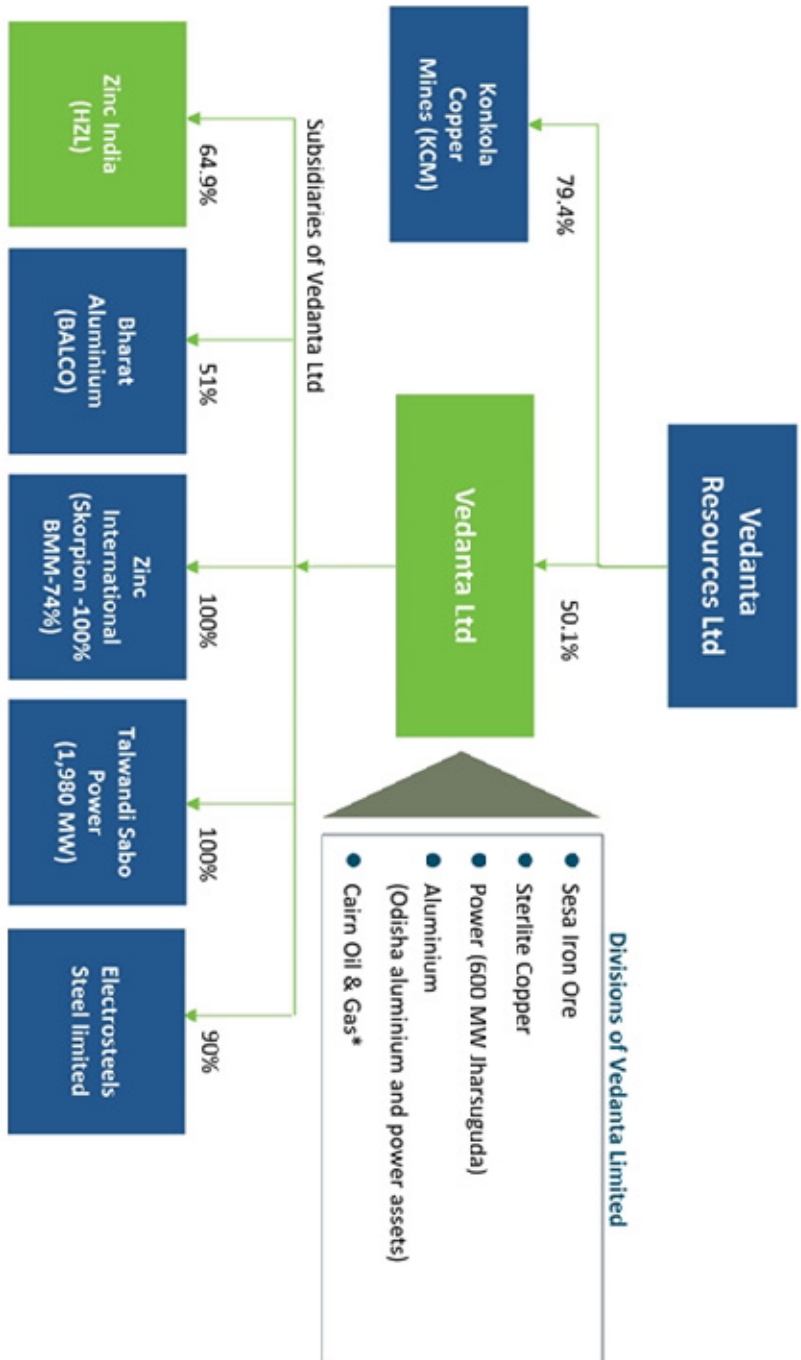 Vedanta
Resources Ltd
79.4%
50.1%
Konkola
Copper
Mines (KCM)
Vedanta Ltd
Divisions of Vedanta Limited
Sesa Iron Ore
Sterlite Copper
Power (600 MW Jharsuguda)
Aluminium
(Odisha aluminium and power assets)
Cairn Oil & Gas*
Subsidiaries of Vedanta Ltd
64.9%
51%
100%
100%
90%
Zinc India
(HZL)
Bharat
Aluminium
(BALCO)
Zinc
International
(Skorpion -100%
BMM-74%)
Talwandi Sabo
Power
(1,980 MW)
Electrosteels
Steel limited